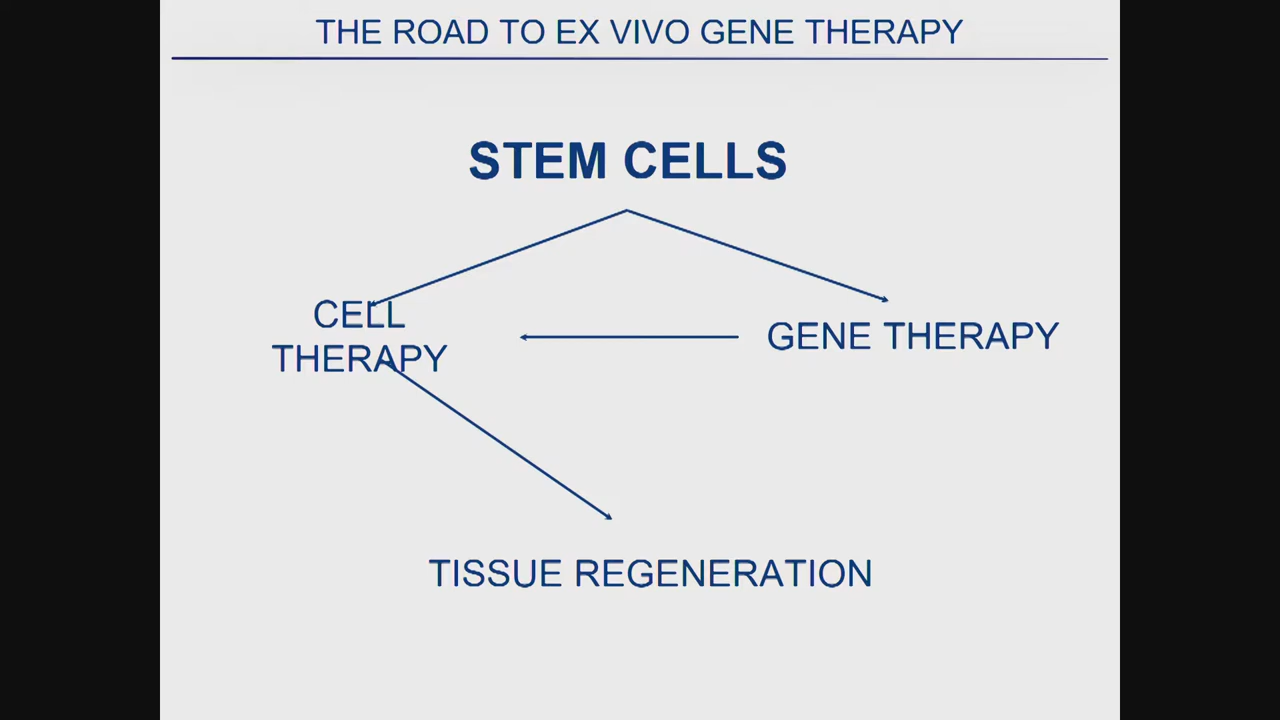 THE ROAD TO EX VIVO GENE THERAPY
STEM CELLS
CELL
THERAPY
GENE THERAPY
TISSUE REGENERATION